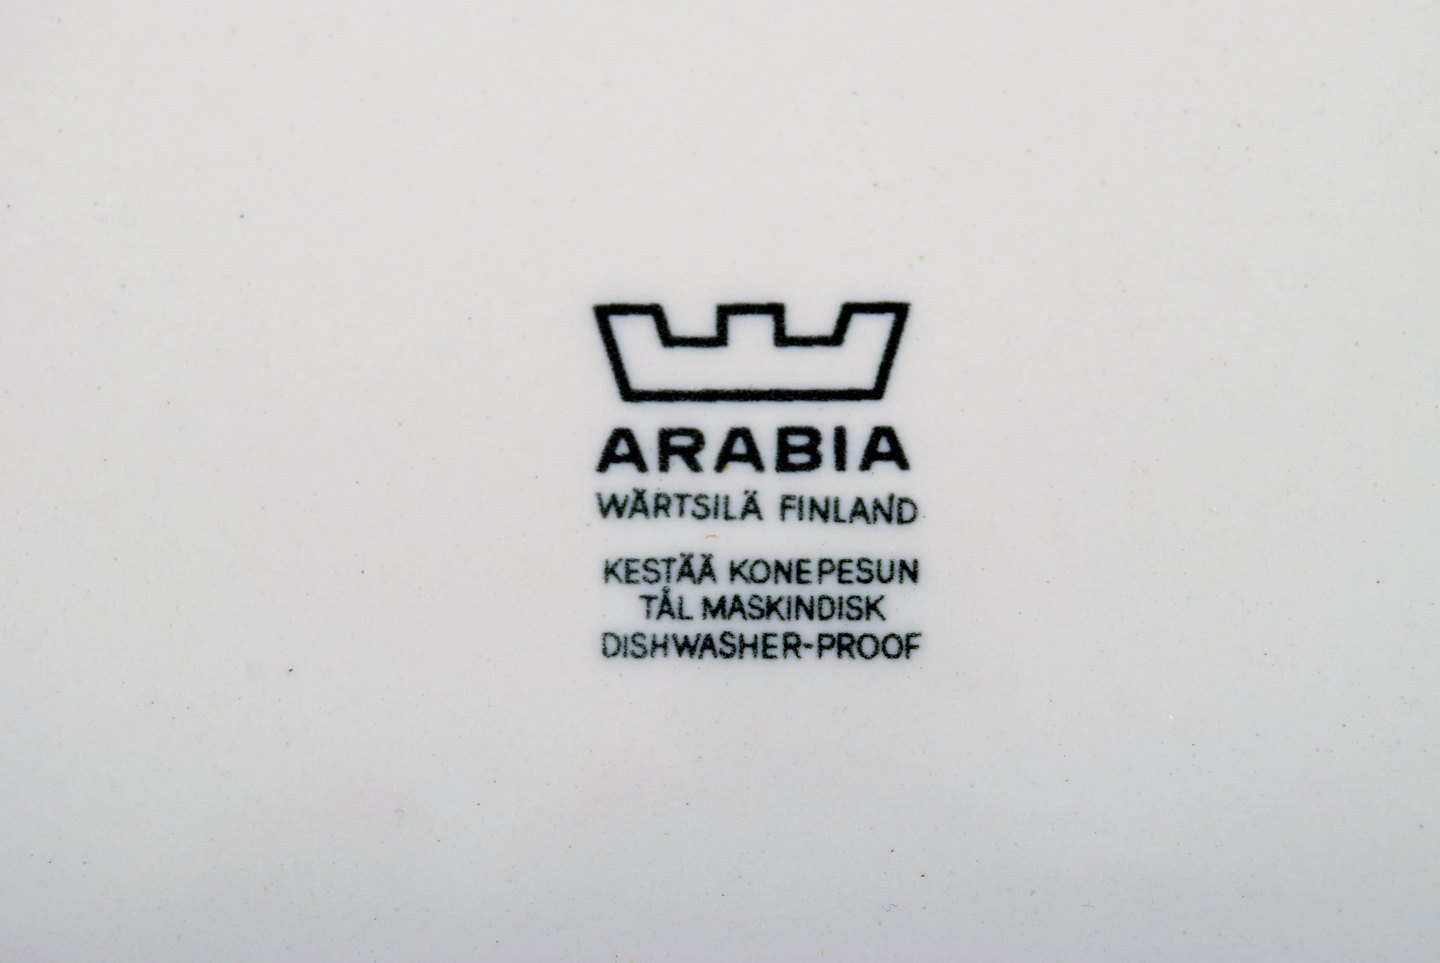 ARABIA
WÄRTSILÄ FINLAND
KESTÄÄ KONEPESUN
TÅL MASKINDISK
DISHWASHER-PROOF